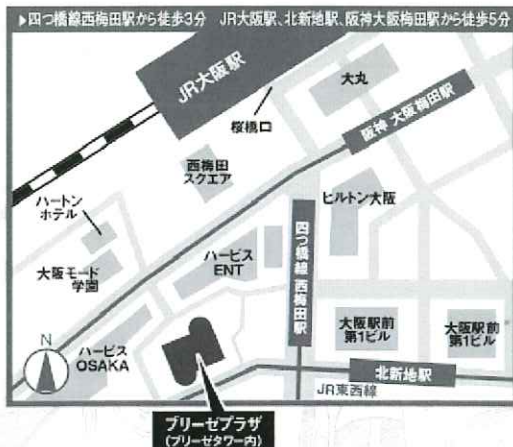 ▶四つ橋線西梅田駅から徒歩3分 JR大阪駅、北新地駅、阪神大阪梅田駅から徒歩5分
JR大阪駅
大丸
桜橋口
阪神 大阪梅田駅
西梅田
スクエア
ハートン
ホテル
ヒルトン大阪
ハービス
ENT
四つ橋線 西梅田駅
大阪モード
学園
大阪駅前
第1ビル
大阪駅前
第1ビル
N
ハービス
OSAKA
北新地駅
JR東西線
ブリーゼプラザ
(ブリーゼタワー内)